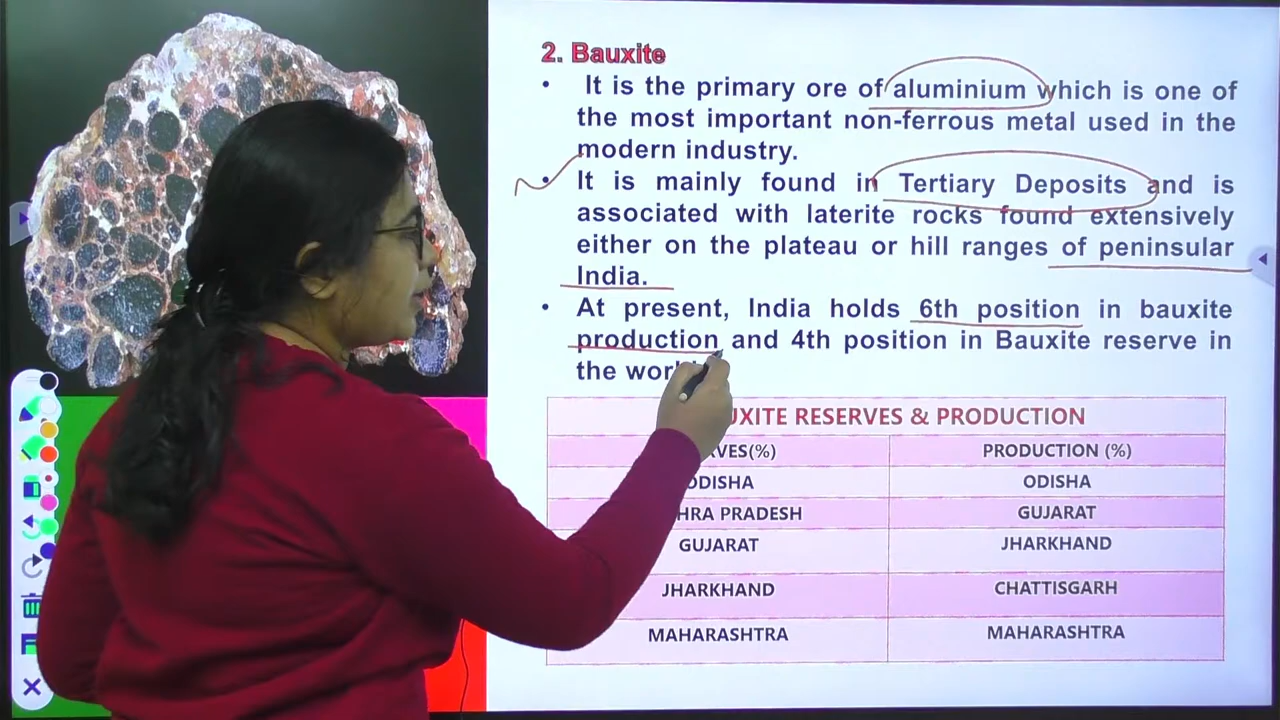 2. Bauxite
• It is the primary ore of aluminium which is one of
the most important non-ferrous metal used in the
modern industry.
• It is mainly found in Tertiary Deposits and is
associated with laterite rocks found extensively
either on the plateau or hill ranges of peninsular
India.
• At present, India holds 6th position in bauxite
production and 4th position in Bauxite reserve in
the
RESERVES & PRODUCTION
PRODUCTION (%)
ODISHA
PRADESH GUJARAT
GUJARAT JHARKHAND
JHARKHAND CHATTISGARH
MAHARASHTRA MAHARASHTRA